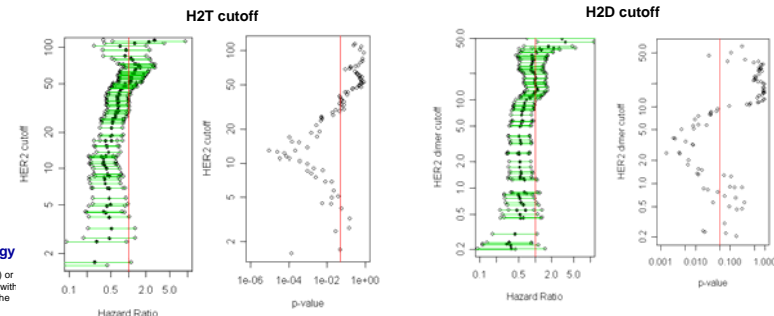 H2T cutoff
H2D cutoff
HER2 cutoff
100
50
20
10
5
2
0.1 0.5 2.0 5.0
Hazard Ratio
HER2 cutoff
100
50
20
10
5
2
1e-06 1e-04 1e-02 1e+00
p-value
HER2 dimer cutoff
50.0
10.0
5.0
2.0
1.0
0.5
0.2
0.1 0.5 2.0 5.0
Hazard Ratio
HER2 dimer cutoff
50.0
10.0
5.0
2.0
1.0
0.5
0.2
0.001 0.010 0.100 1.000
p-value
gy
) or
with
he